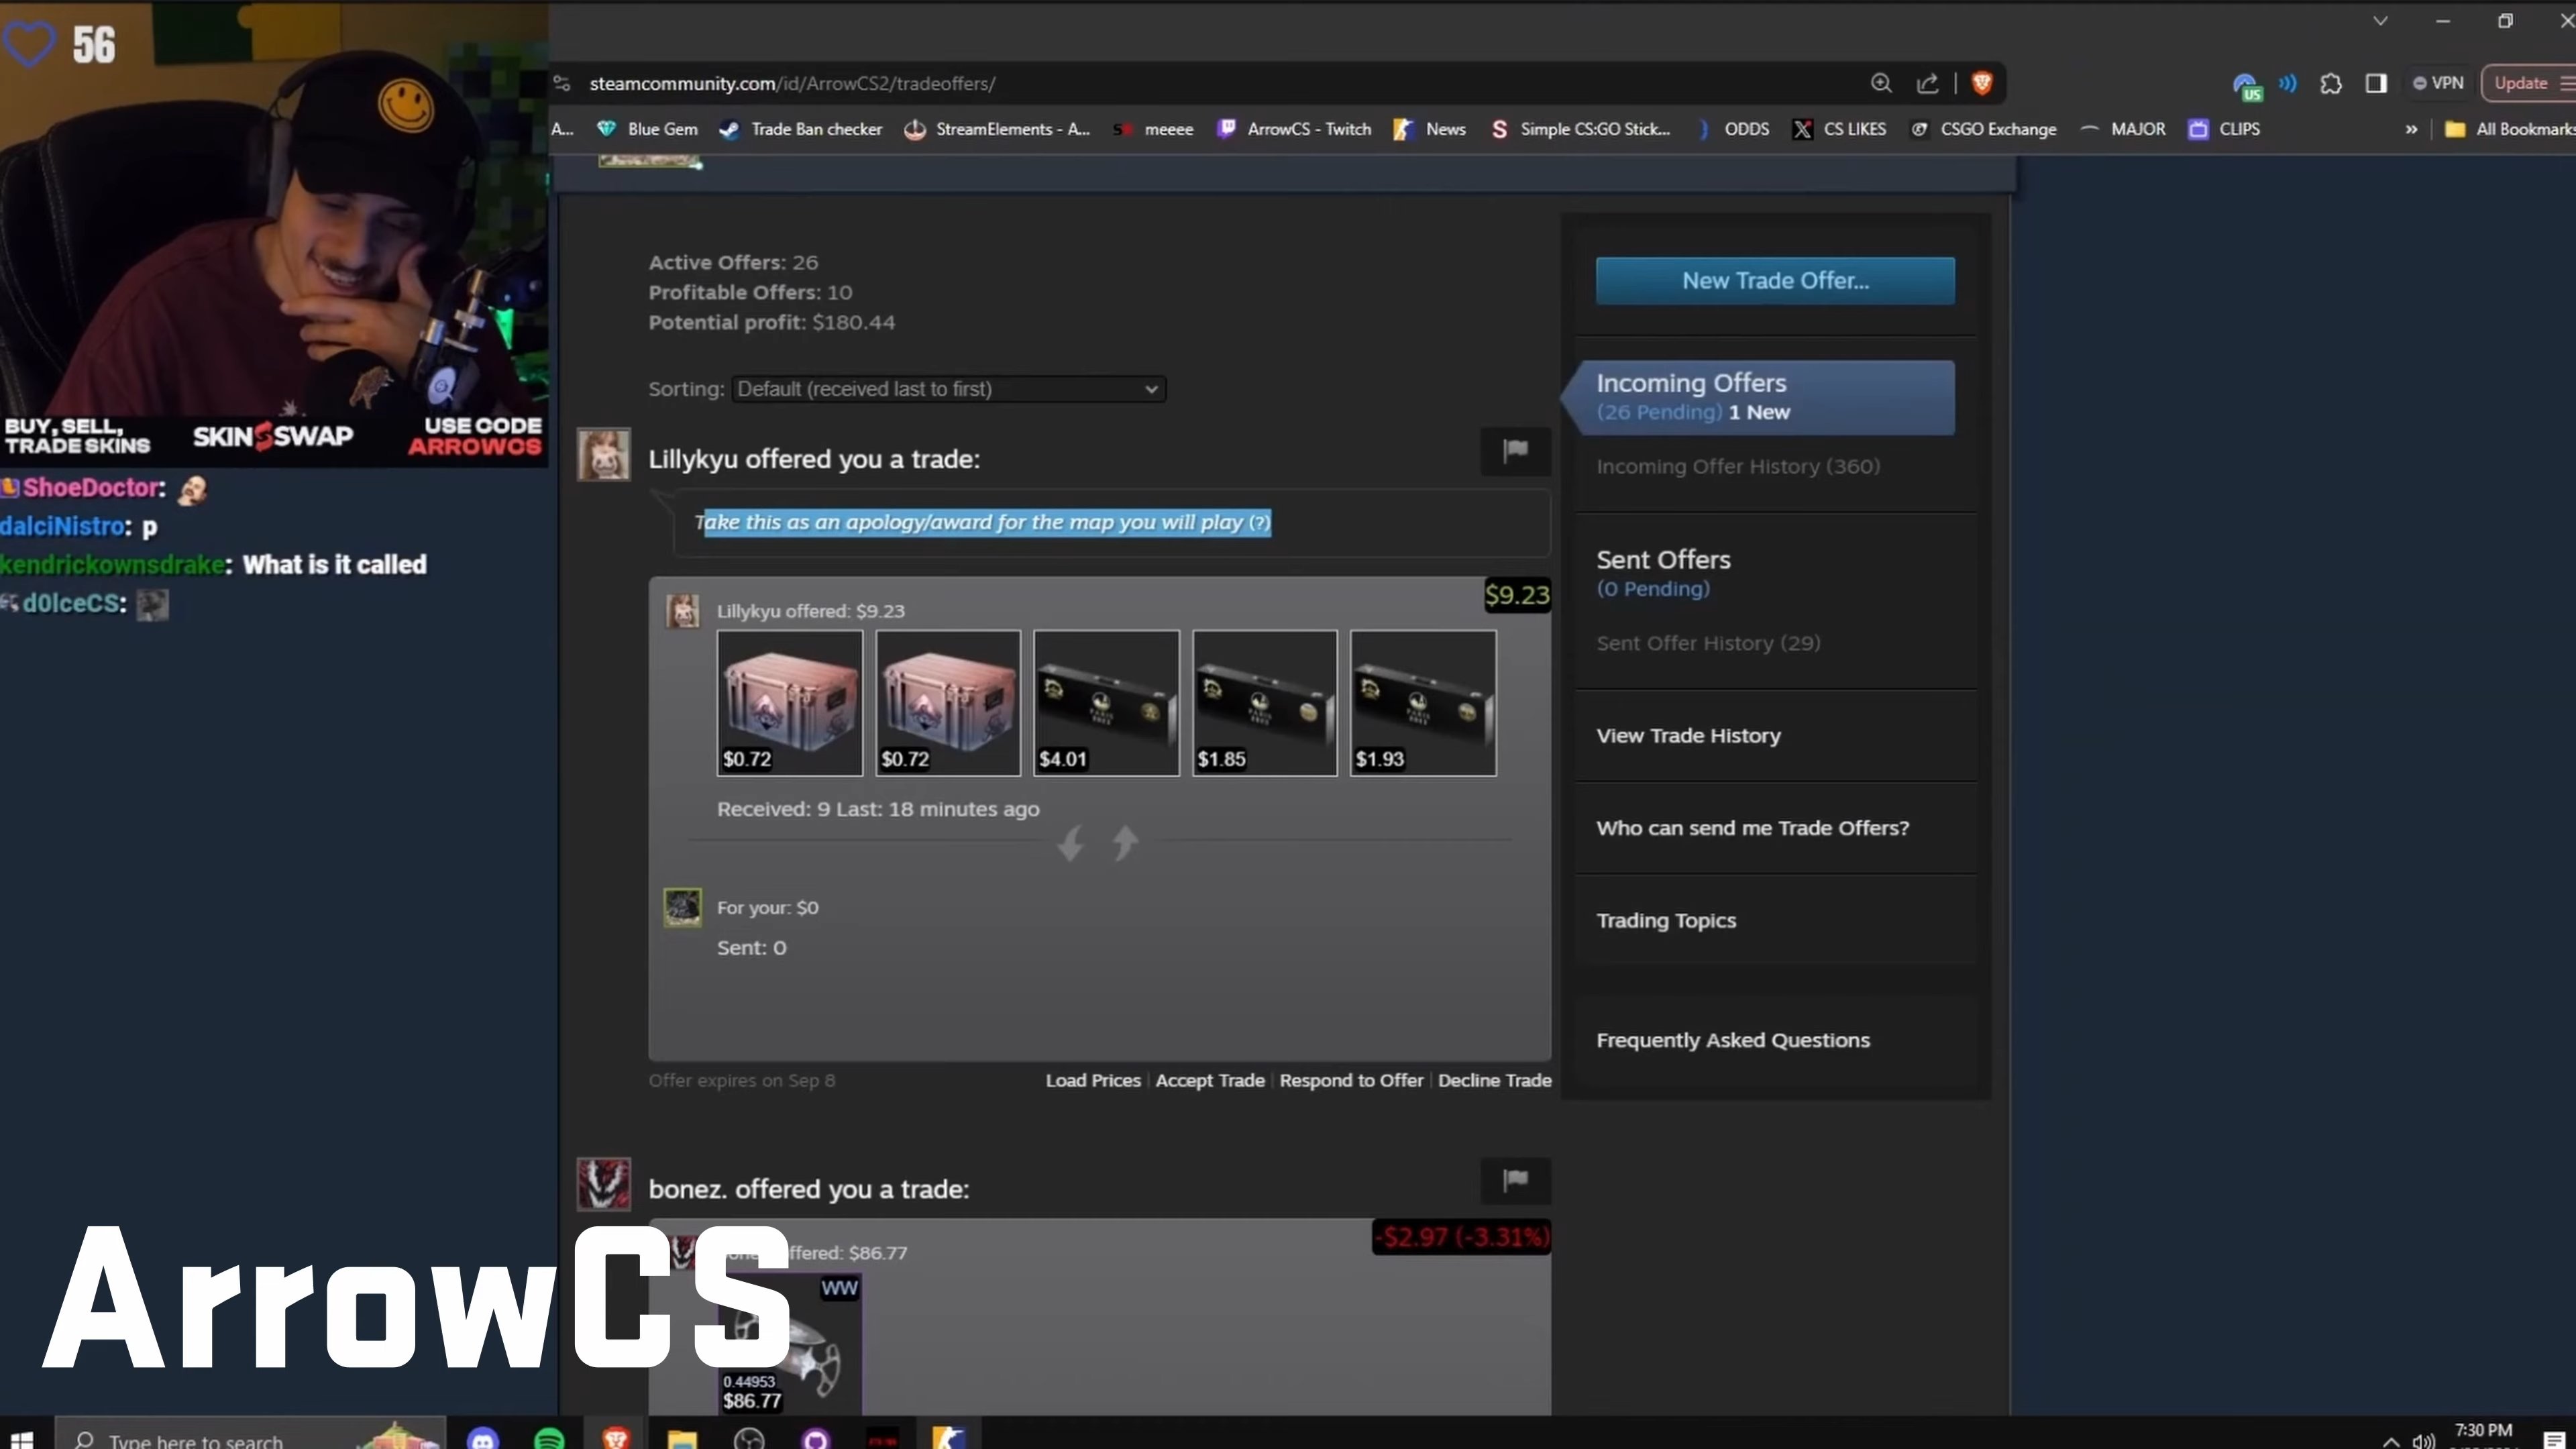 56
steamcommunity.com/id/ArrowCS2/tradeoffers/
US
VPN
Update
A...
Blue Gem
Trade Ban checker
StreamElements - A...
meeee
ArrowCS - Twitch
News
Simple CS:GO Stick...
ODDS
CS LIKES
CSGO Exchange
MAJOR
CLIPS
»
All Bookmarks
Active Offers: 26
Profitable Offers: 10
Potential profit: $180.44
Sorting: Default (received last to first)
New Trade Offer...
Incoming Offers
(26 Pending) 1 New
Incoming Offer History (360)
Sent Offers
(0 Pending)
Sent Offer History (29)
View Trade History
Who can send me Trade Offers?
Trading Topics
Frequently Asked Questions
BUY, SELL,
TRADE SKINS
SKINSWAP
USE CODE
ARROWCS
ShoeDoctor:
dalciNistro: p
kendrickownsdrake: What is it called
d0lceCS:
Lillykyu offered you a trade:
Take this as an apology/award for the map you will play (?)
$9.23
Lillykyu offered: $9.23
$0.72
$0.72
$4.01
$1.85
$1.93
Received: 9 Last: 18 minutes ago
For your: $0
Sent: 0
Offer expires on Sep 8
Load Prices | Accept Trade | Respond to Offer | Decline Trade
bonez. offered you a trade:
-$2.97 (-3.31%)
offered: $86.77
WW
0.44953
$86.77
ArrowCS
Type here to search
7:30 PM